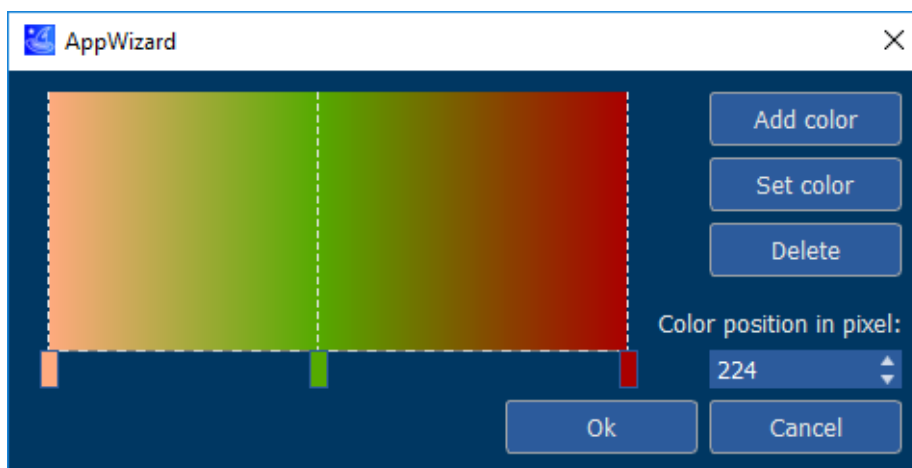 AppWizard
Add color
Set color
Delete
Color position in pixel:
224
Ok
Cancel